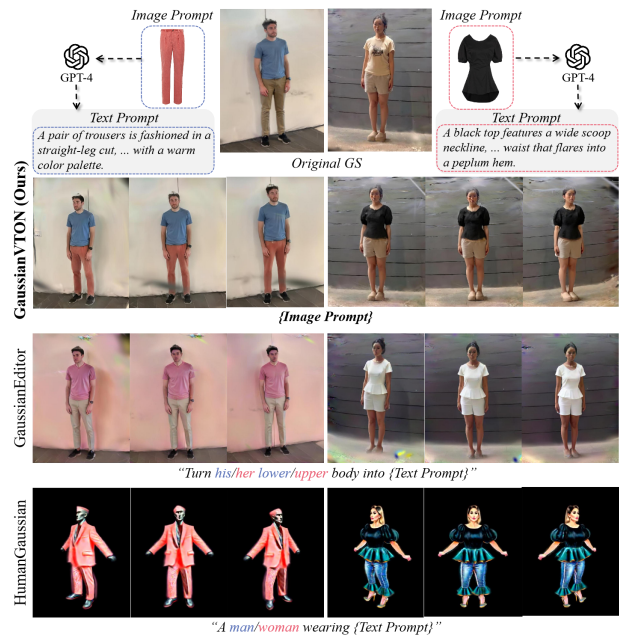 Image Prompt
Image Prompt
GPT-4
GPT-4
Text Prompt
A pair of trousers is fashioned in a
straight-leg cut, ... with a warm
color palette.
Text Prompt
A black top features a wide scoop
neckline, ... waist that flares into
a peplum hem.
Original GS
GaussianVTON (Ours)
{Image Prompt}
GaussianEditor
“Turn his/her lower/upper body into {Text Prompt}”
HumanGaussian
“A man/woman wearing {Text Prompt}”